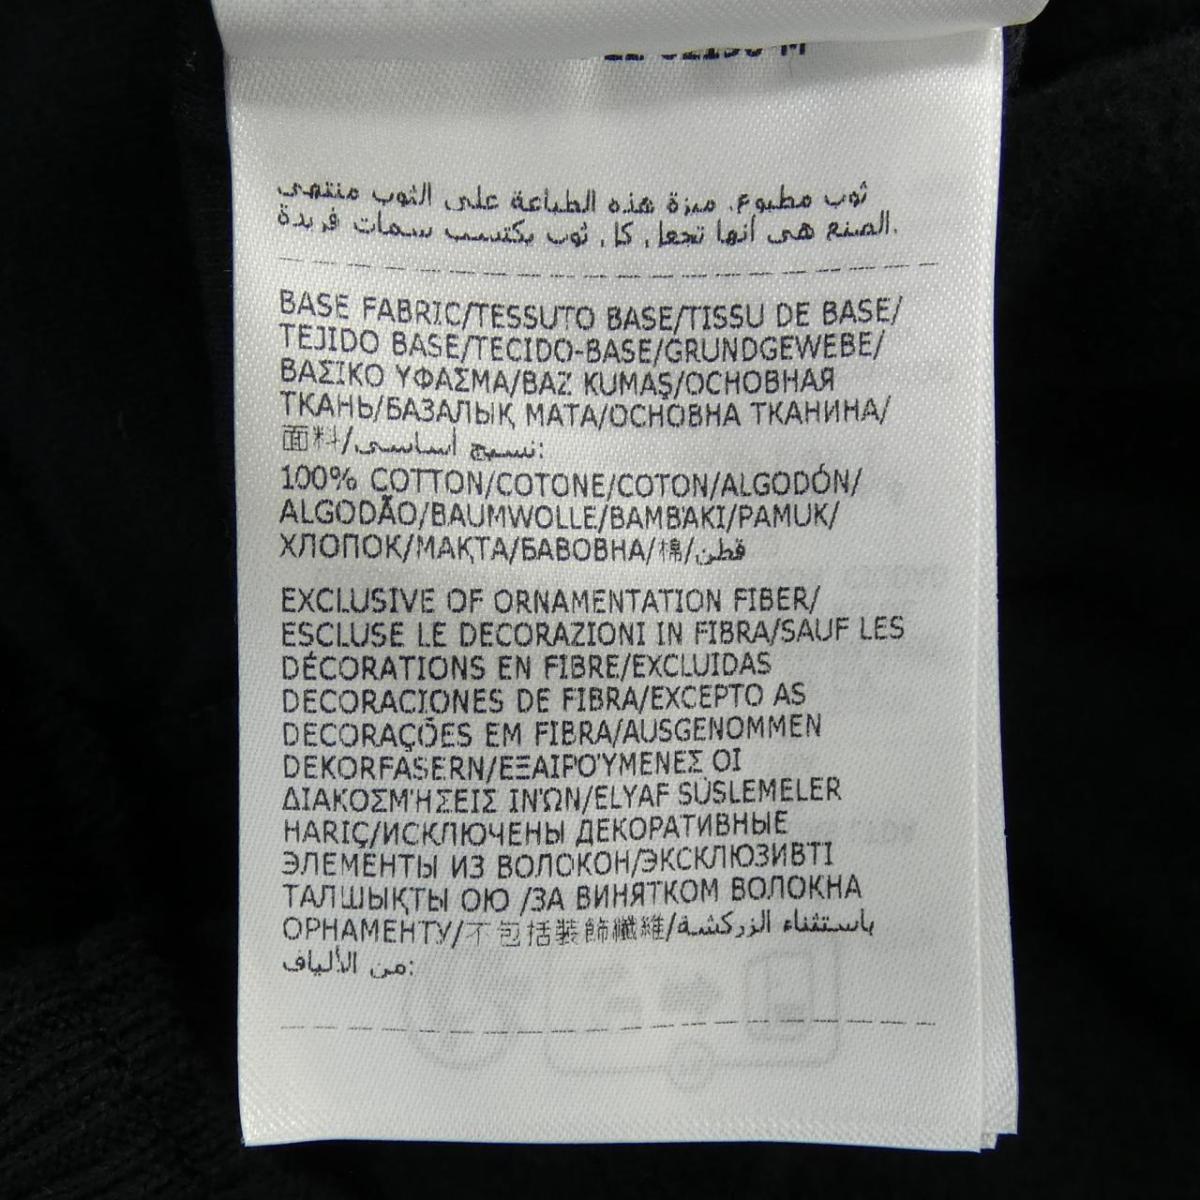 ثوب مطبوع. ميزة هذه الطباعة على الثوب منتهي
الصنع هي أنها تجعل كل ثوب يكتسب سمات فريدة.
BASE FABRIC/TESSUTO BASE/TISSU DE BASE/
TEJIDO BASE/TECIDO-BASE/GRUNDGEWEBE/
ΒΑΣΙΚΟ ΥΦΑΣΜΑ/BAZ KUMAŞ/ОСНОВНАЯ
ТКАНЬ/БАЗАЛЫҚ МАТА/ОСНОВНА ТКАНИНА/
面料/نسيج أساسي:
100% COTTON/COTONE/COTON/ALGODÓN/
ALGODÃO/BAUMWOLLE/ΒΑΜΒΆΚΙ/PAMUK/
ХЛОПОК/МАҚТА/БАВОВНА/棉/قطن
EXCLUSIVE OF ORNAMENTATION FIBER/
ESCLUSE LE DECORAZIONI IN FIBRA/SAUF LES
DÉCORATIONS EN FIBRE/EXCLUIDAS
DECORACIONES DE FIBRA/EXCEPTO AS
DECORAÇÕES EM FIBRA/AUSGENOMMEN
DEKORFASERN/ΕΞΑΙΡΟΎΜΕΝΕΣ ΟΙ
ΔΙΑΚΟΣΜΉΣΕΙΣ ΙΝΏΝ/ELYAF SÜSLEMELER
HARIÇ/ИСКЛЮЧЕНЫ ДЕКОРАТИВНЫЕ
ЭЛЕМЕНТЫ ИЗ ВОЛОКОН/ЭКСКЛЮЗИВТІ
ТАЛШЫҚТЫ ОЮ /ЗА ВИНЯТКОМ ВОЛОКНА
ОРНАМЕНТУ/不包括裝飾纖維/باستثناء الزركشة
من الألياف: